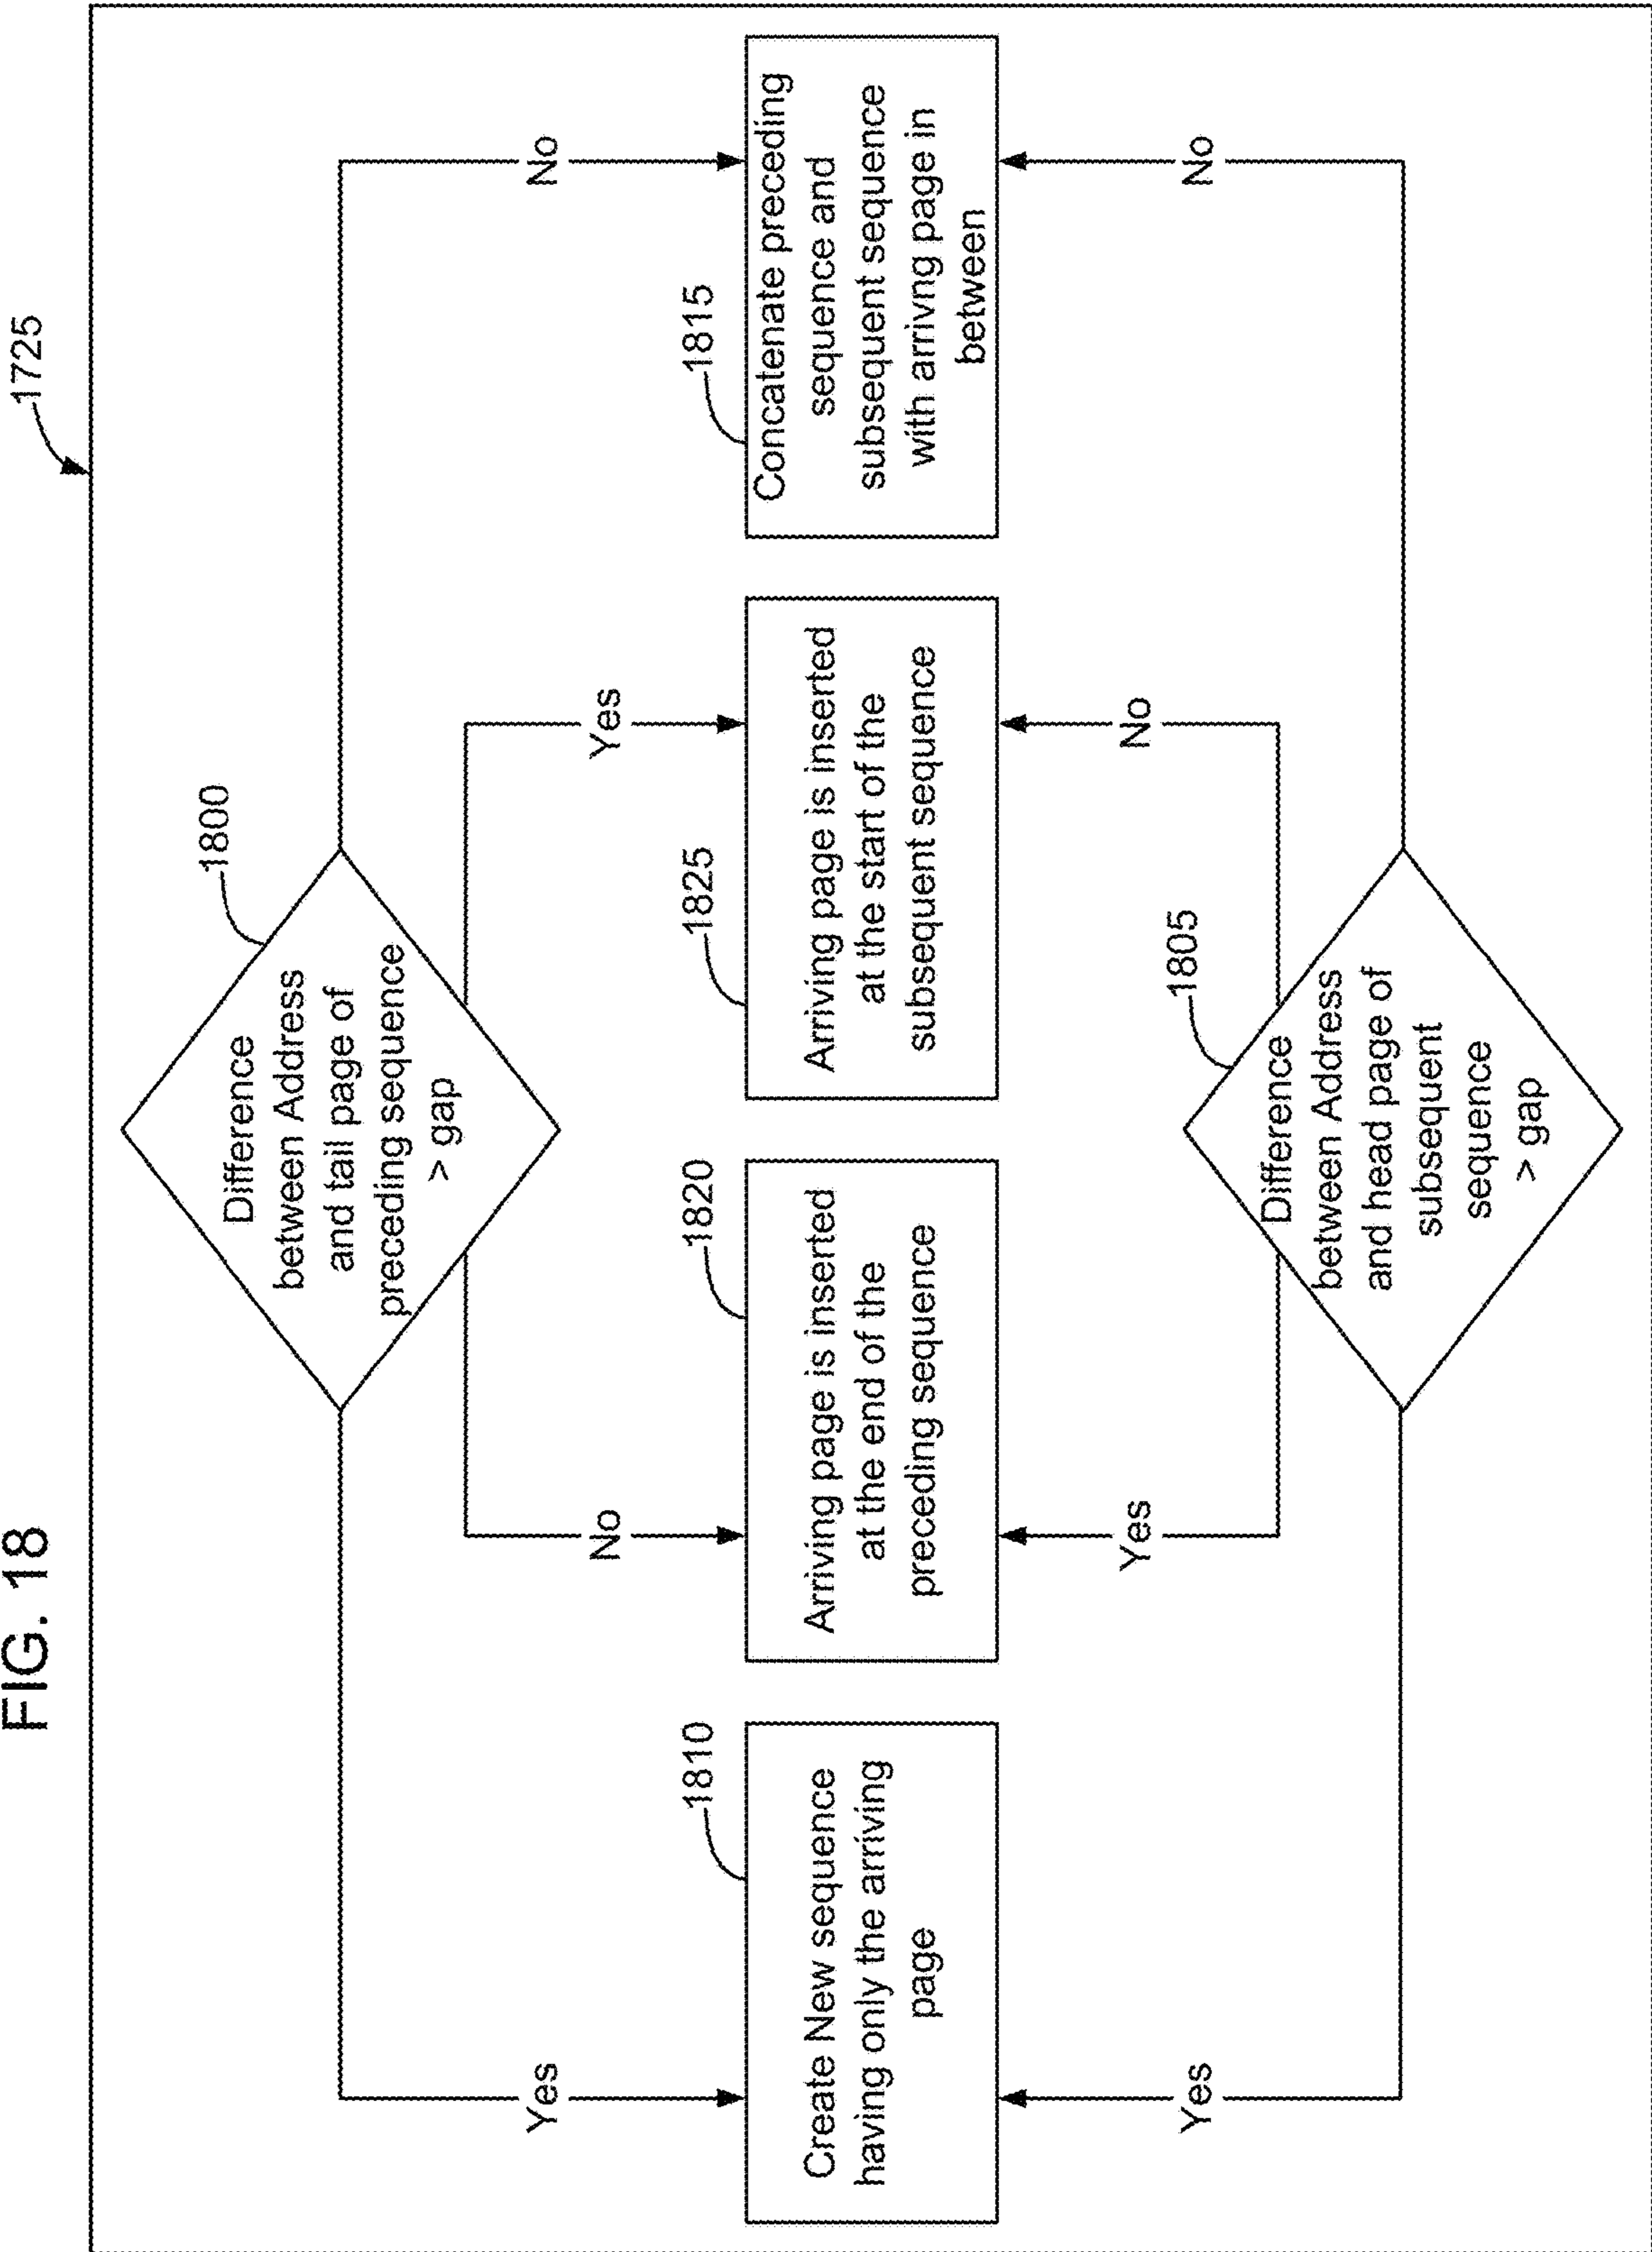 FIG. 18
1725
Difference
between Address
and tail page of
preceding sequence
> gap
1800
Yes
No
Yes
No
1810
1820
1825
1815
Create New sequence
having only the arriving
page
Arriving page is inserted
at the end of the
preceding sequence
Arriving page is inserted
at the start of the
subsequent sequence
Concatenate preceding
sequence and
subsequent sequence
with arrivng page in
between
Yes
Yes
No
No
1805
Difference
between Address
and head page of
subsequent
sequence
> gap